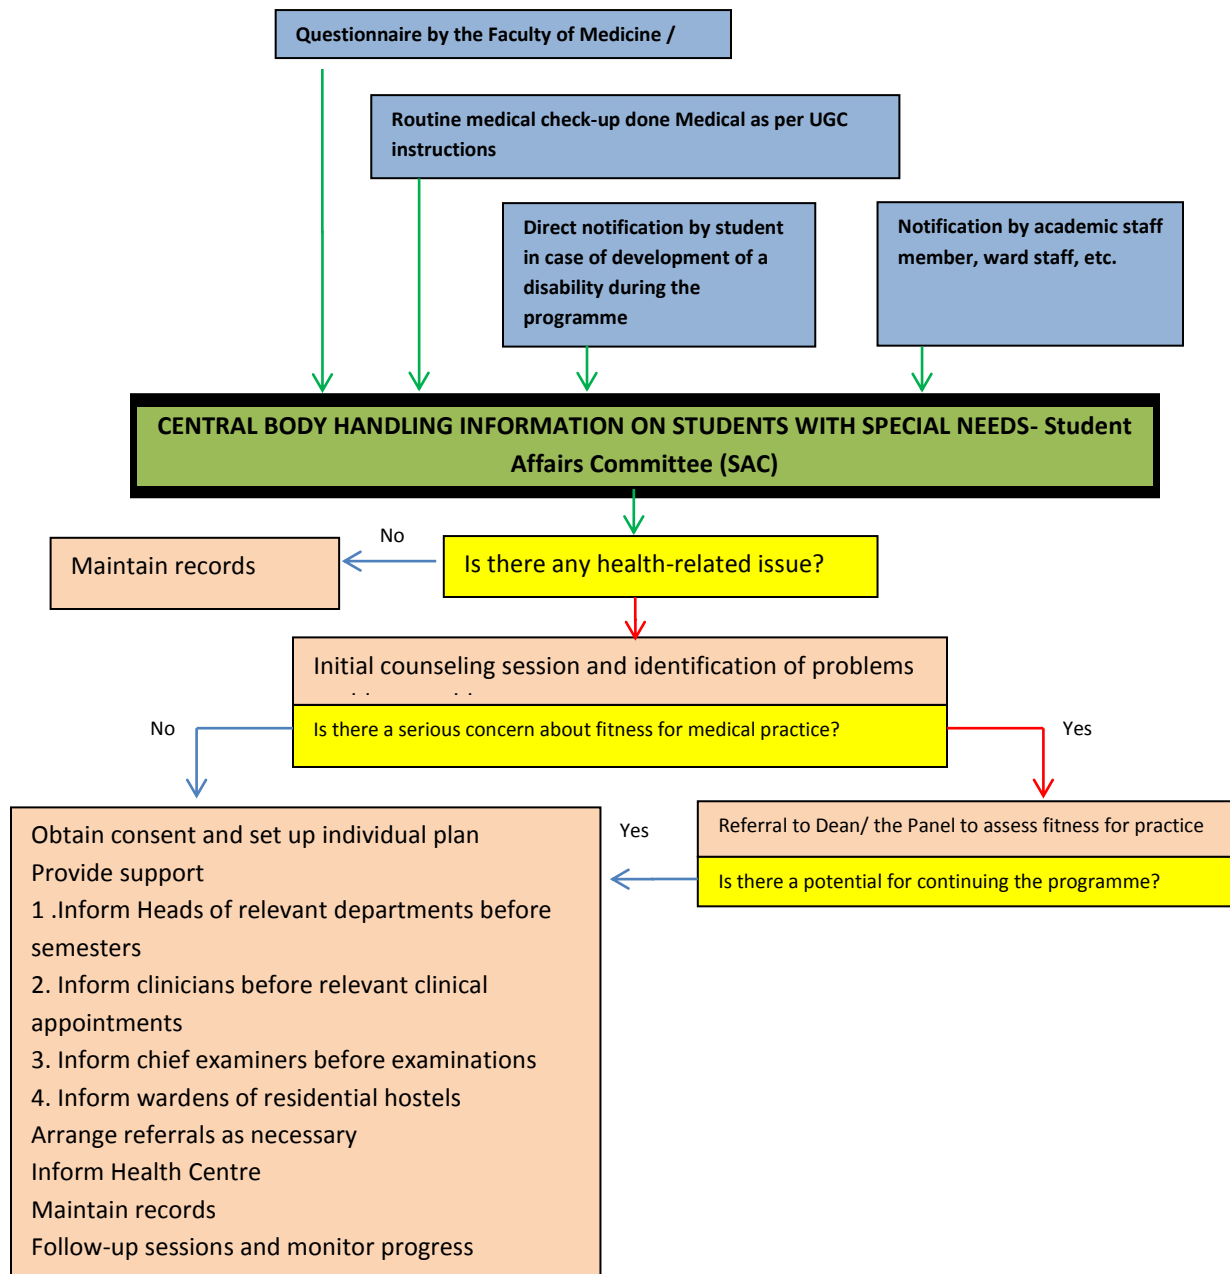 Questionnaire by the Faculty of Medicine /
Routine medical check-up done Medical as per UGC
instructions
Direct notification by student
in case of development of a
disability during the
programme
Notification by academic staff
member, ward staff, etc.
CENTRAL BODY HANDLING INFORMATION ON STUDENTS WITH SPECIAL NEEDS- Student
Affairs Committee (SAC)
No
Maintain records
Is there any health-related issue?
Initial counseling session and identification of problems
No
Is there a serious concern about fitness for medical practice?
Yes
Obtain consent and set up individual plan
Provide support
1 .Inform Heads of relevant departments before
semesters
2. Inform clinicians before relevant clinical
appointments
3. Inform chief examiners before examinations
4. Inform wardens of residential hostels
Arrange referrals as necessary
Inform Health Centre
Maintain records
Follow-up sessions and monitor progress
Yes
Referral to Dean/ the Panel to assess fitness for practice
Is there a potential for continuing the programme?